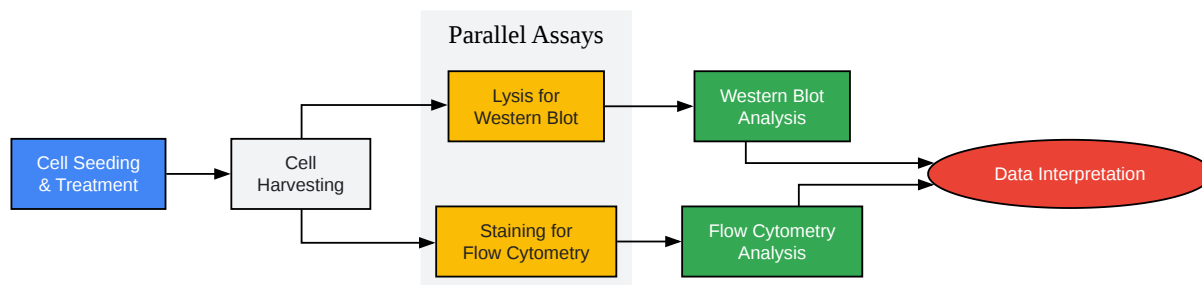 Parallel Assays
Cell Seeding
& Treatment
Cell
Harvesting
Lysis for
Western Blot
Staining for
Flow Cytometry
Western Blot
Analysis
Flow Cytometry
Analysis
Data Interpretation